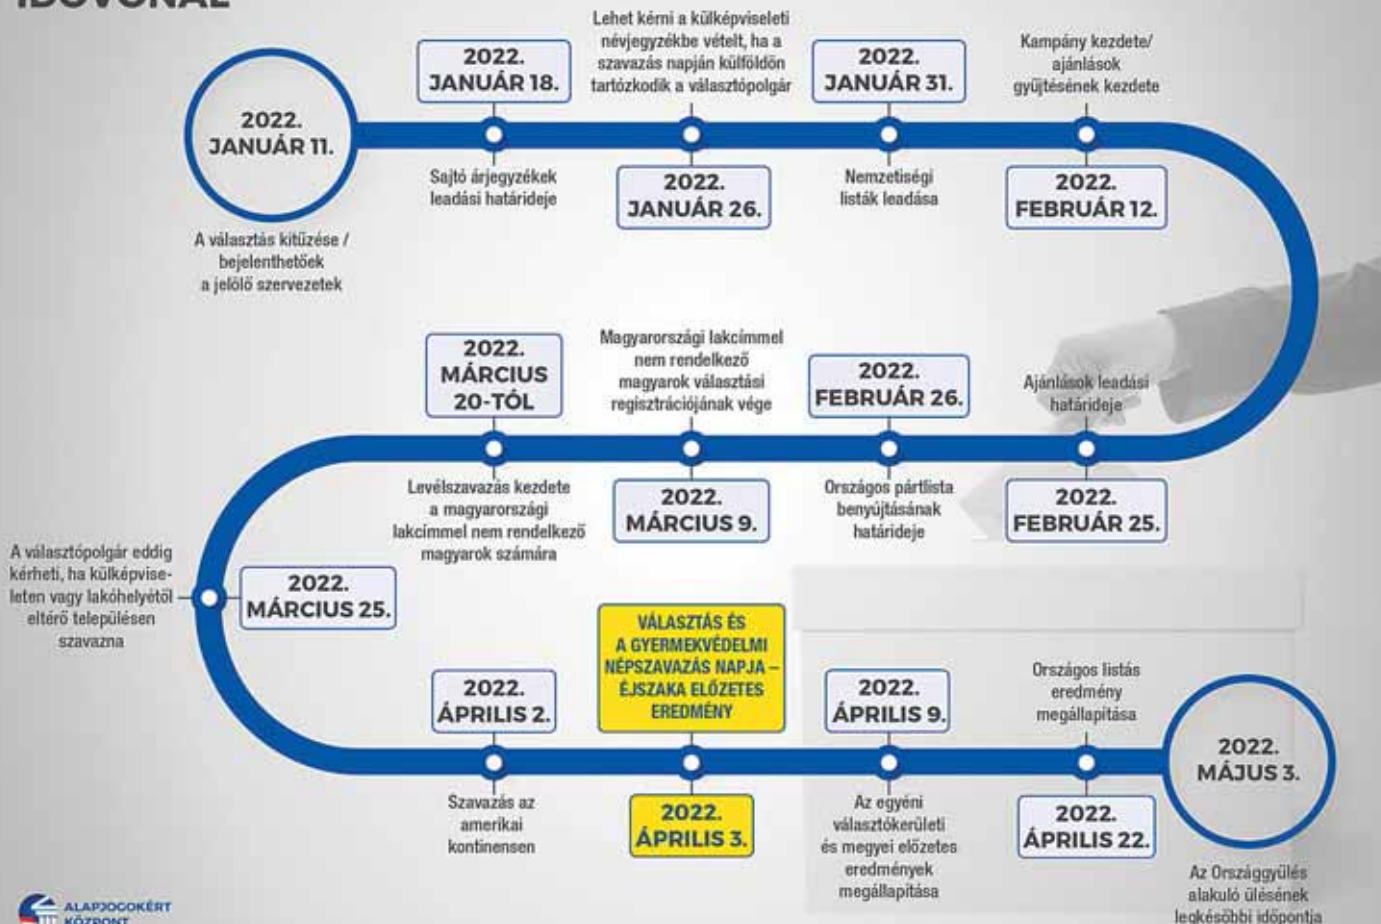 IDŐVONAL
2022.
JANUÁR 11.
A választás kitűzése /
bejelenthetőek
a jelölő szervezetek
2022.
JANUÁR 18.
Sajtó árjegyzékek
leadási határideje
Lehet kérni a külképviseleti
névjegyzékbe vételt, ha a
szavazás napján külföldön
tartózkodik a választópolgár
2022.
JANUÁR 26.
2022.
JANUÁR 31.
Nemzetiségi
listák leadása
Kampány kezdete/
ajánlások
gyűjtésének kezdete
2022.
FEBRUÁR 12.
Ajánlások leadási
határideje
2022.
FEBRUÁR 25.
2022.
FEBRUÁR 26.
Országos pártlista
benyújtásának
határideje
Magyarországi lakcímmel
nem rendelkező
magyarok választási
regisztrációjának vége
2022.
MÁRCIUS 9.
2022.
MÁRCIUS
20-TÓL
Levélszavazás kezdete
a magyarországi
lakcímmel nem rendelkező
magyarok számára
A választópolgár eddig
kérheti, ha külképvise-
leten vagy lakóhelyétől
eltérő településen
szavazna
2022.
MÁRCIUS 25.
2022.
ÁPRILIS 2.
Szavazás az
amerikai
kontinensen
VÁLASZTÁS ÉS
A GYERMEKVÉDELMI
NÉPSZAVAZÁS NAPJA –
ÉJSZAKA ELŐZETES
EREDMÉNY
2022.
ÁPRILIS 3.
2022.
ÁPRILIS 9.
Az egyéni
választókerületi
és megyei előzetes
eredmények
megállapítása
Országos listás
eredmény
megállapítása
2022.
ÁPRILIS 22.
2022.
MÁJUS 3.
Az Országgyűlés
alakuló ülésének
legkésőbbi időpontja
ALAPJOGOKÉRT
KÖZPONT